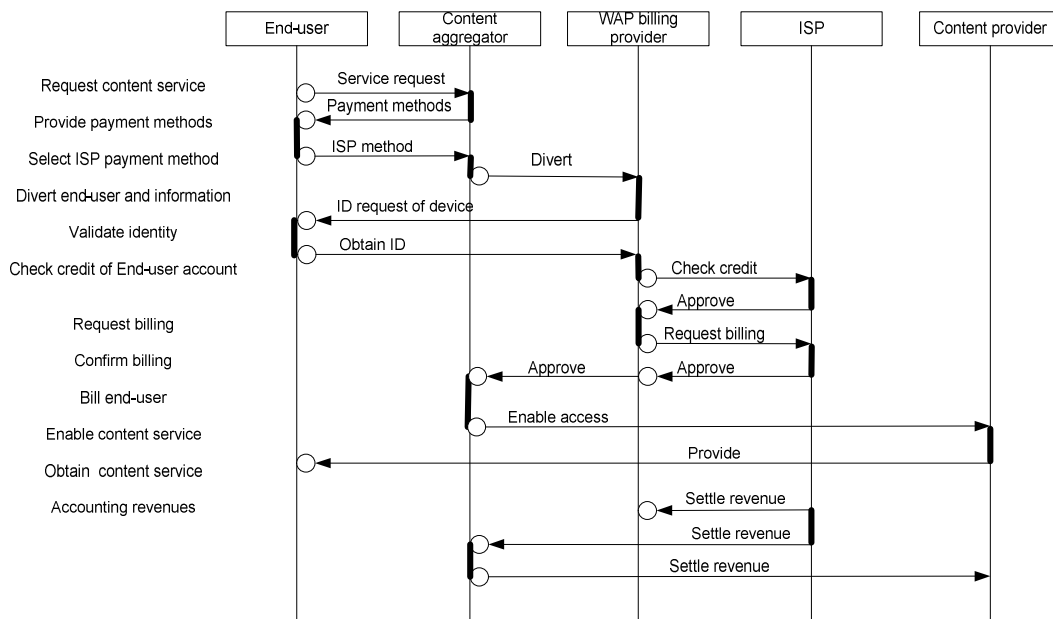 End-user
Content
aggregator
WAP billing
provider
ISP
Content provider
Request content service
Service request
Payment methods
Provide payment methods
Select ISP payment method
ISP method
Divert
Divert end-user and information
ID request of device
Validate identity
Obtain ID
Check credit of End-user account
Check credit
Approve
Request billing
Request billing
Confirm billing
Approve
Approve
Bill end-user
Enable access
Enable content service
Provide
Obtain content service
Accounting revenues
Settle revenue
Settle revenue
Settle revenue